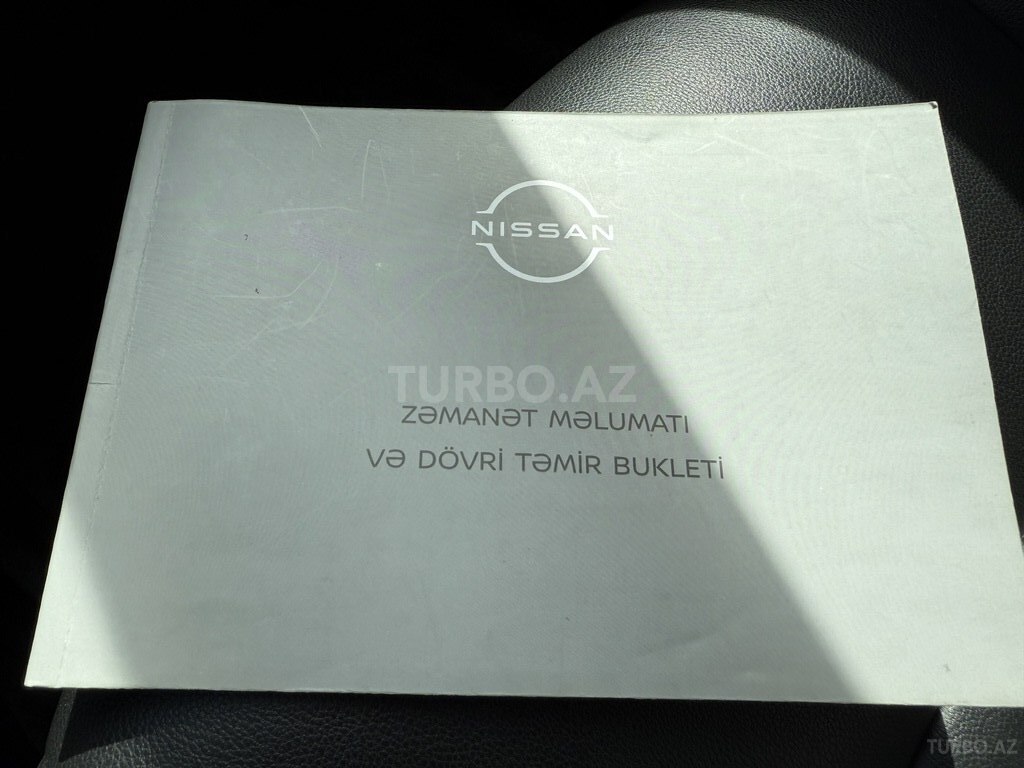 NISSAN
TURBO.AZ
ZƏMANƏT MƏLUMATI
VƏ DÖVRİ TƏMİR BUKLETİ
TURBO.AZ